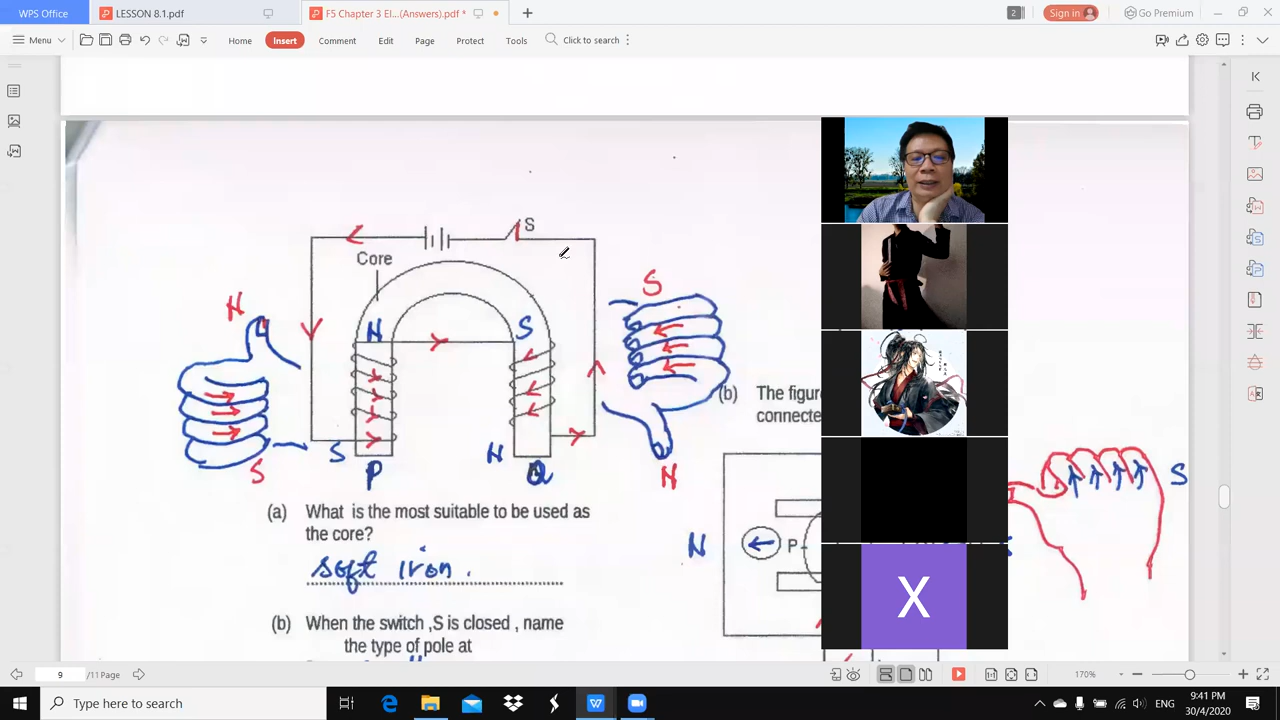 WPS Office
LESSON 8.1.pdf
F5 Chapter 3 El...(Answers).pdf *
2
Sign in
Go Premium
Menu
Home
Insert
Comment
Edit
Page
Protect
Tools
Click to search
S
Core
N
S
N
S
S
N
S
P
N
Q
N
(a) What is the most suitable to be used as
the core?
soft iron.
(b) When the switch ,S is closed , name
the type of pole at
(b) The figur
connecte
N
P
S
X
9
/11 Page
170%
Type here to search
ENG
9:41 PM
30/4/2020